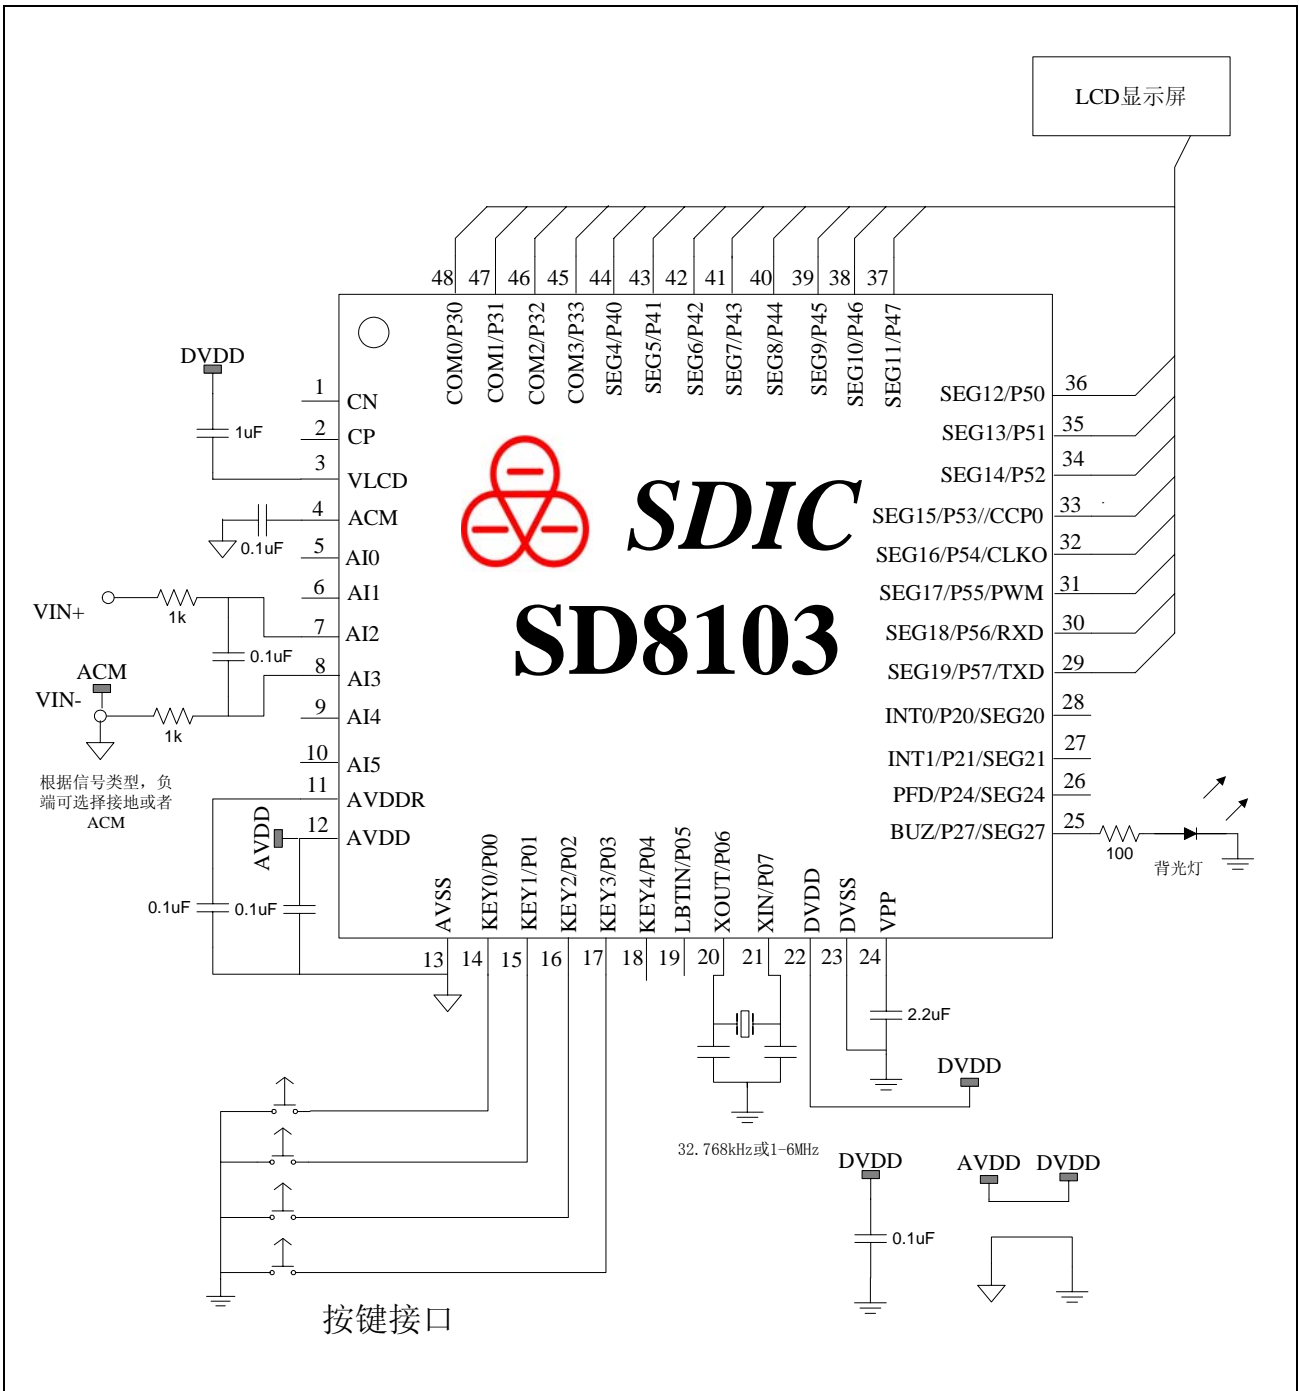 LCD显示屏
48
47
46
45
44
43
42
41
40
39
38
37
COM0/P30
COM1/P31
COM2/P32
COM3/P33
SEG4/P40
SEG5/P41
SEG6/P42
SEG7/P43
SEG8/P44
SEG9/P45
SEG10/P46
SEG11/P47
DVDD
1uF
1
CN
2
CP
3
VLCD
4
ACM
0.1uF
5
AI0
6
AI1
VIN+
1k
7
AI2
0.1uF
8
AI3
ACM
VIN-
1k
9
AI4
10
AI5
根据信号类型，负
端可选择接地或者
ACM
11
AVDDR
12
AVDD
AVDD
0.1uF
0.1uF
SDIC
SD8103
SEG12/P50
36
SEG13/P51
35
SEG14/P52
34
SEG15/P53//CCP0
33
SEG16/P54/CLKO
32
SEG17/P55/PWM
31
SEG18/P56/RXD
30
SEG19/P57/TXD
29
INT0/P20/SEG20
28
INT1/P21/SEG21
27
PFD/P24/SEG24
26
BUZ/P27/SEG27
25
100
背光灯
AVSS
KEY0/P00
KEY1/P01
KEY2/P02
KEY3/P03
KEY4/P04
LBTIN/P05
XOUT/P06
XIN/P07
DVDD
DVSS
VPP
13
14
15
16
17
18
19
20
21
22
23
24
2.2uF
DVDD
32.768kHz或1-6MHz
DVDD
0.1uF
AVDD
DVDD
按键接口